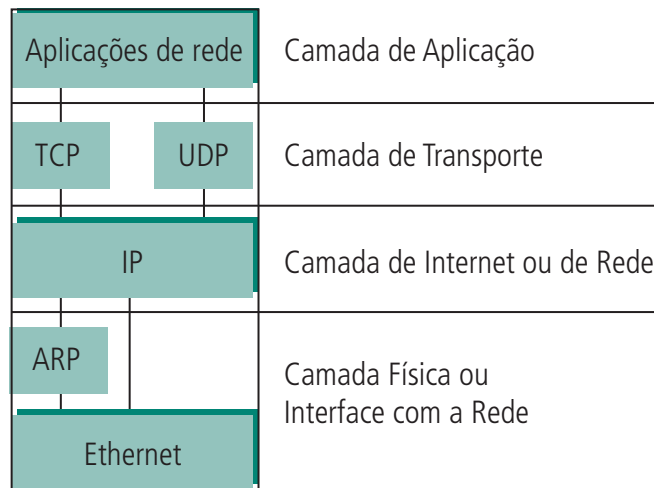 Aplicações de rede
Camada de Aplicação
TCP
UDP
Camada de Transporte
IP
Camada de Internet ou de Rede
ARP
Camada Física ou
Interface com a Rede
Ethernet